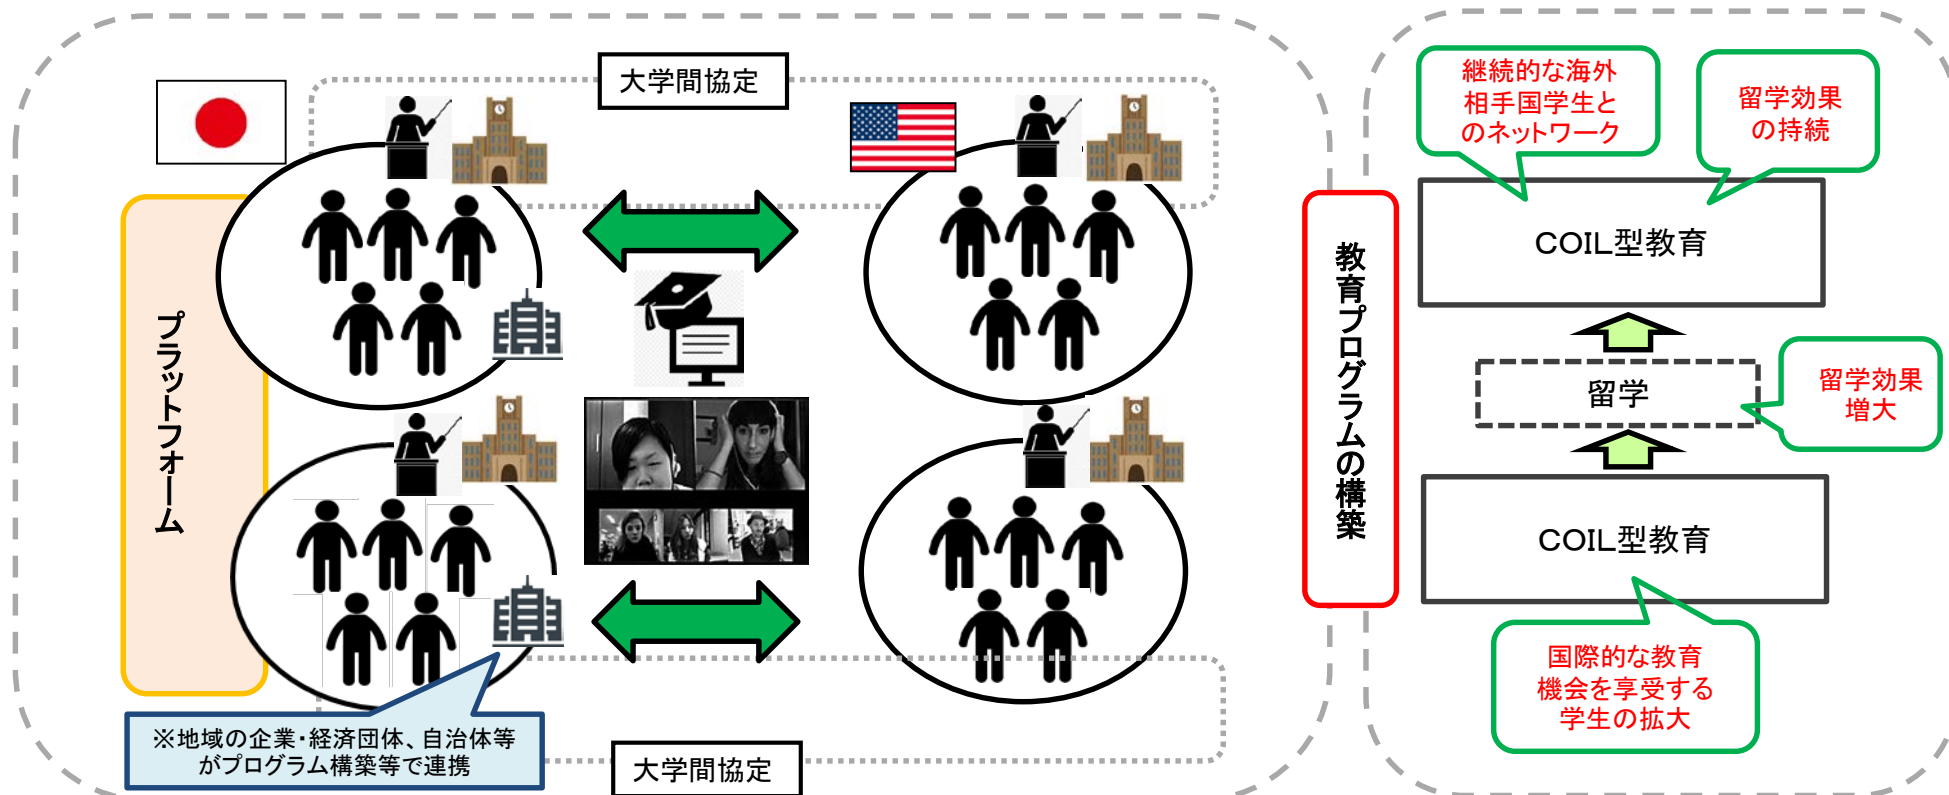 大学間協定
プラットフォーム
※地域の企業・経済団体、自治体等
がプログラム構築等で連携
大学間協定
教育プログラムの構築
継続的な海外
相手国学生と
のネットワーク
留学効果
の持続
ＣＯＩＬ型教育
留学
留学効果
増大
ＣＯＩＬ型教育
国際的な教育
機会を享受する
学生の拡大